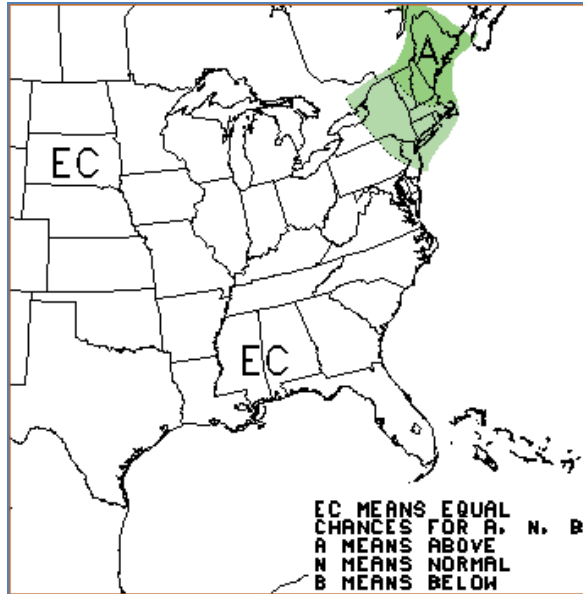 A
EC
EC
EC MEANS EQUAL
CHANCES FOR A, N, B
A MEANS ABOVE
N MEANS NORMAL
B MEANS BELOW